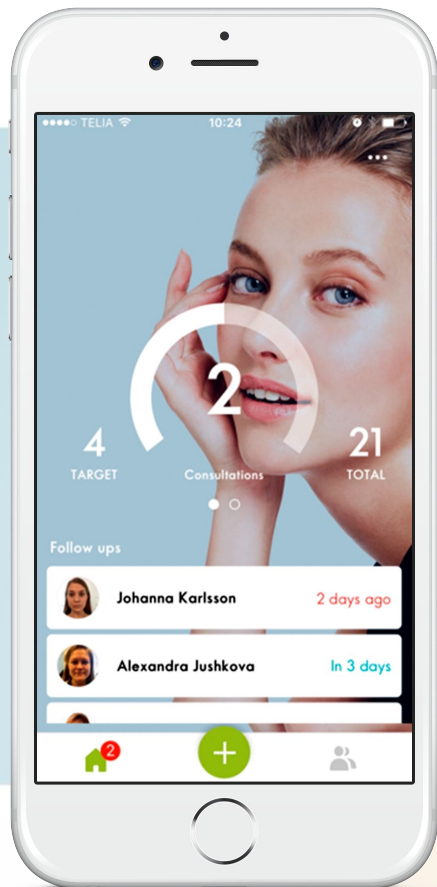 TELIA 10:24
2
4 21
TARGET Consultations TOTAL
Follow ups
Johanna Karlsson 2 days ago
Alexandra Jushkova In 3 days
2